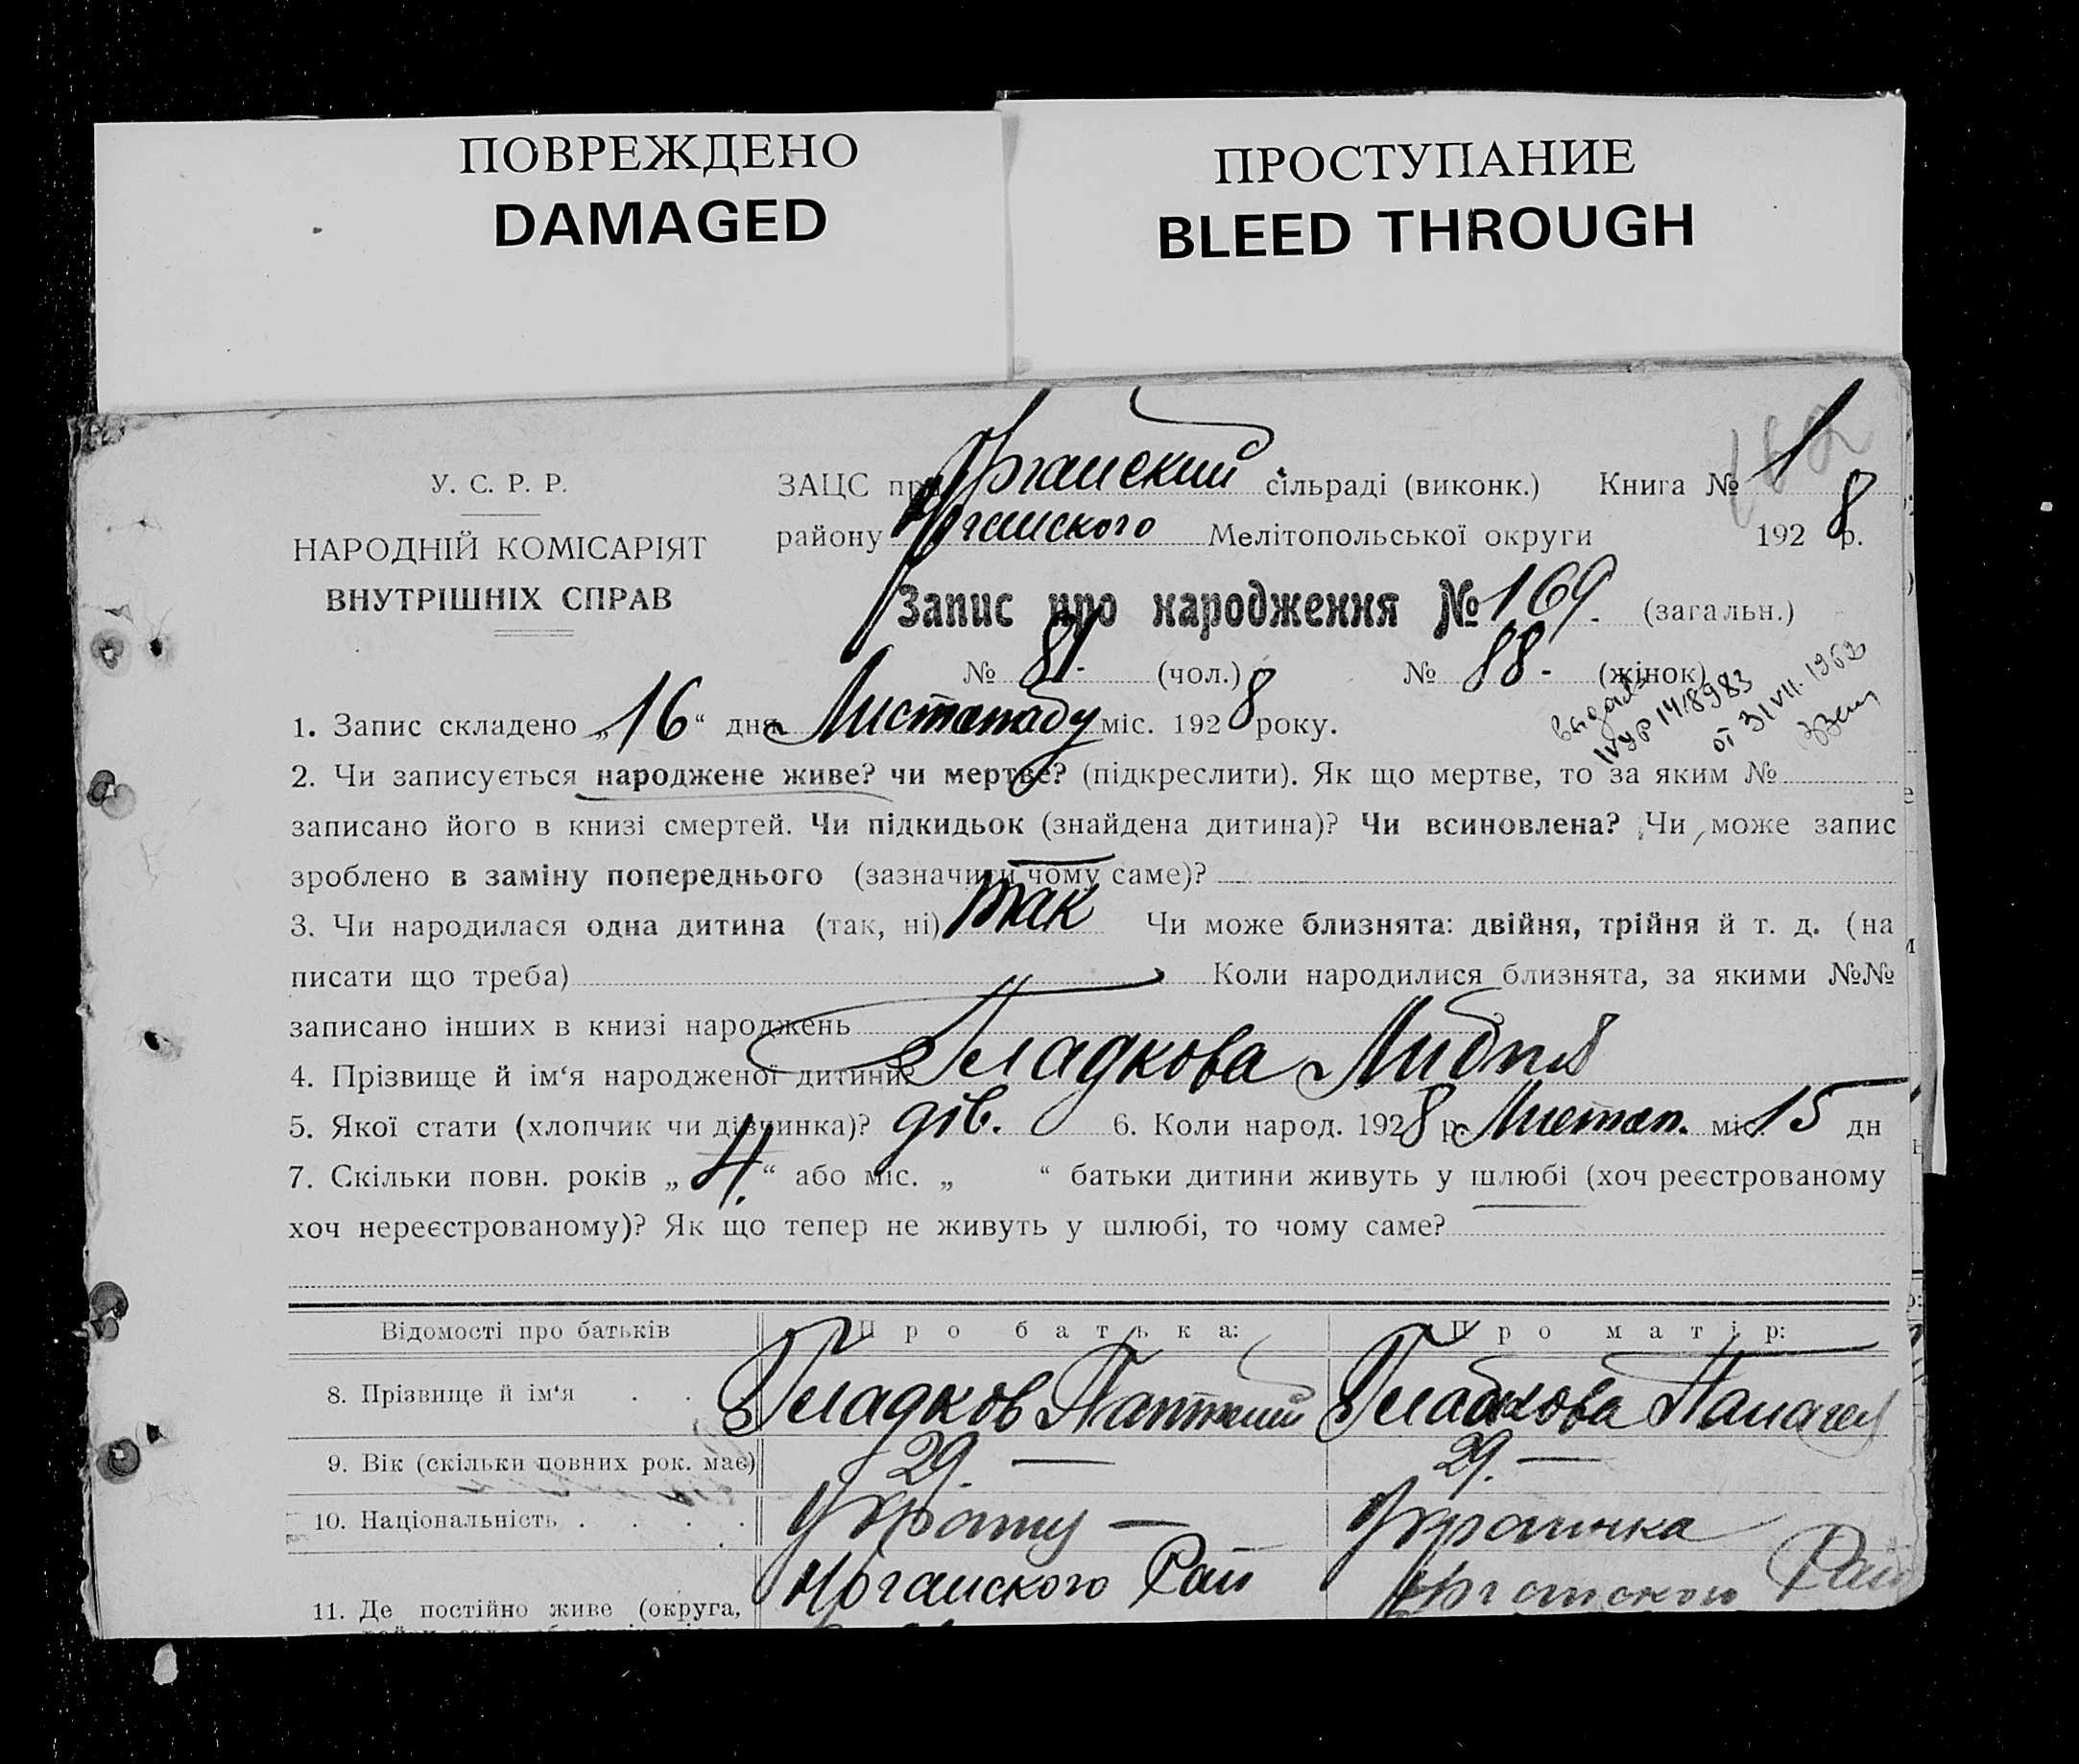 ПОВРЕЖДЕНО
DAMAGED
ПРОСТУПАНИЕ
BLEED THROUGH
У. С. Р. Р.
НАРОДНІЙ КОМІСАРІЯТ
ВНУТРІШНІХ СПРАВ
ЗАЦС при сільраді (виконк.) Книга № 1
району Мелітопольської округи 1928 р.
Запис про народження № 169. (загальн.)
№ 81- (чол.) № 88- (жінок)
1. Запис складено „16“ дня Листопаду міс. 1928 року.
от 31 VII. 1962
2. Чи записується народжене живе? чи мертве? (підкреслити). Як що мертве, то за яким №
записано його в книзі смертей. Чи підкидьок (знайдена дитина)? Чи всиновлена? Чи може запис
зроблено в заміну попереднього (зазначити чому саме)?
3. Чи народилася одна дитина (так, ні) так Чи може близнята: двійня, трійня й т. д. (на
писати що треба) Коли народилися близнята, за якими №№
записано інших в книзі народжень
4. Прізвище й ім‘я народженої дитини? Гладкова Лидия
5. Якої стати (хлопчик чи дівчинка)? дів. 6. Коли народ. 1928 р. Листоп. міс. 15 дн
7. Скільки повн. років „4.“ або міс. „ “ батьки дитини живуть у шлюбі (хоч реєстрованому
хоч нереєстрованому)? Як що тепер не живуть у шлюбі, то чому саме?
Відомості про батьків Про батька: Про матір:
8. Прізвище й ім‘я . . Гладков Гладкова
9. Вік (скільки повних рок. має) 29. — 29. —
10. Національність . . . . Українка
11. Де постійно живе (округа, Рай Рай